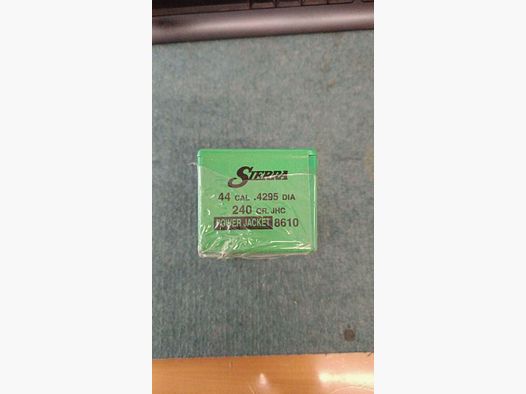 SIERRA
44 CAL .4295 DIA
240 GR. JHC
POWER JACKET 8610